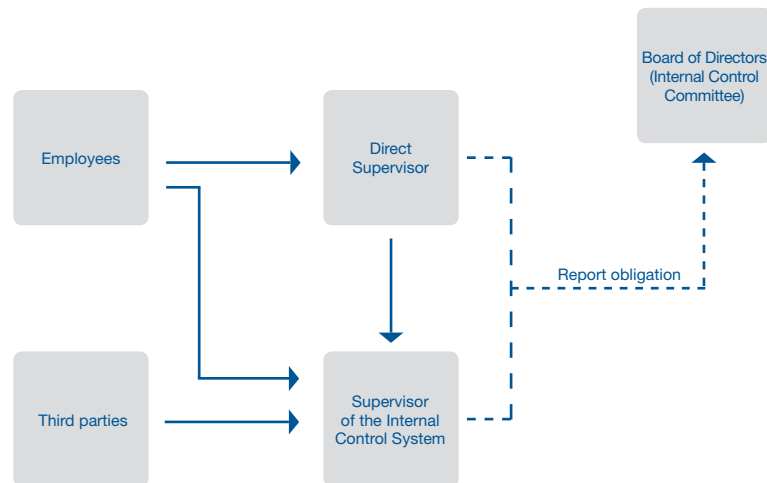 Board of Directors
(Internal Control
Committee)
Employees
Direct
Supervisor
Report obligation
Third parties
Supervisor
of the Internal
Control System